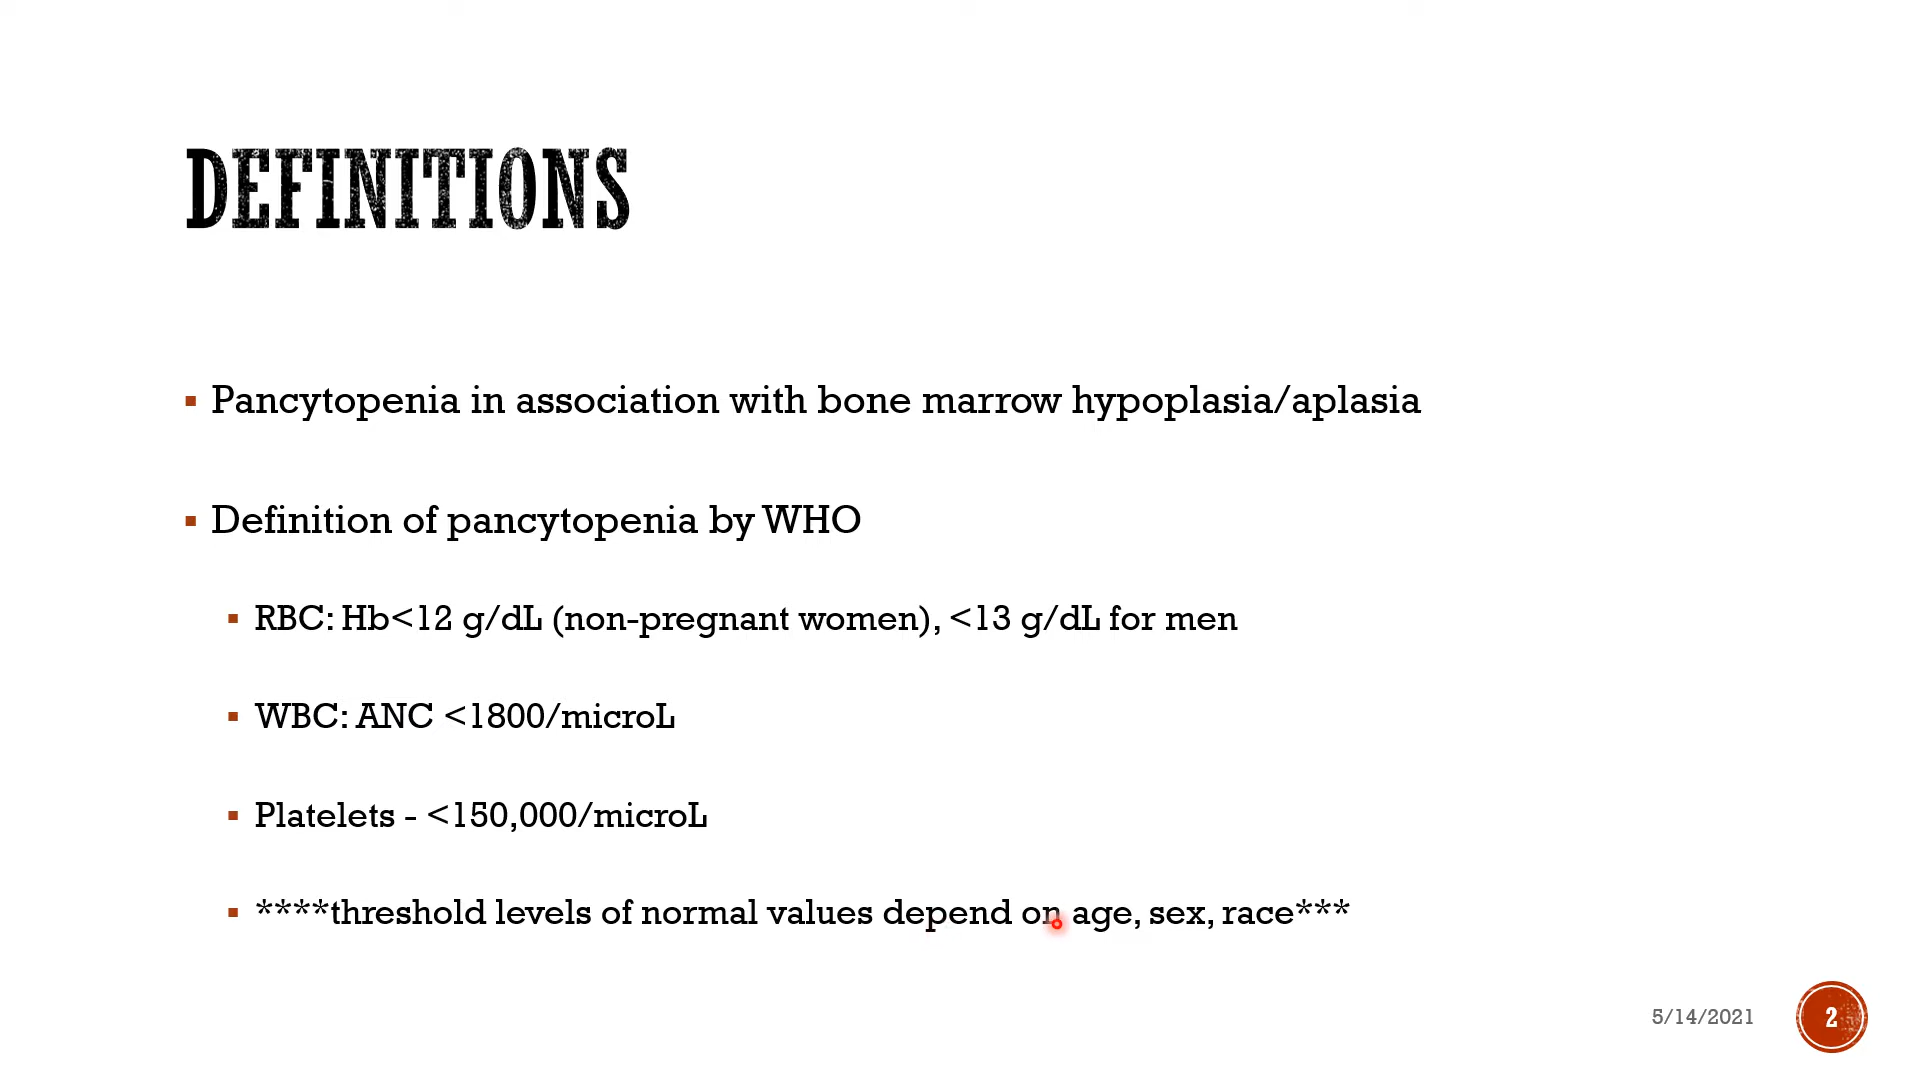 DEFINITIONS
Pancytopenia in association with bone marrow hypoplasia/aplasia
Definition of pancytopenia by WHO
RBC: Hb<12 g/dL (non-pregnant women), <13 g/dL for men
WBC: ANC <1800/microL
Platelets - <150,000/microL
****threshold levels of normal values depend on age, sex, race***
5/14/2021
2